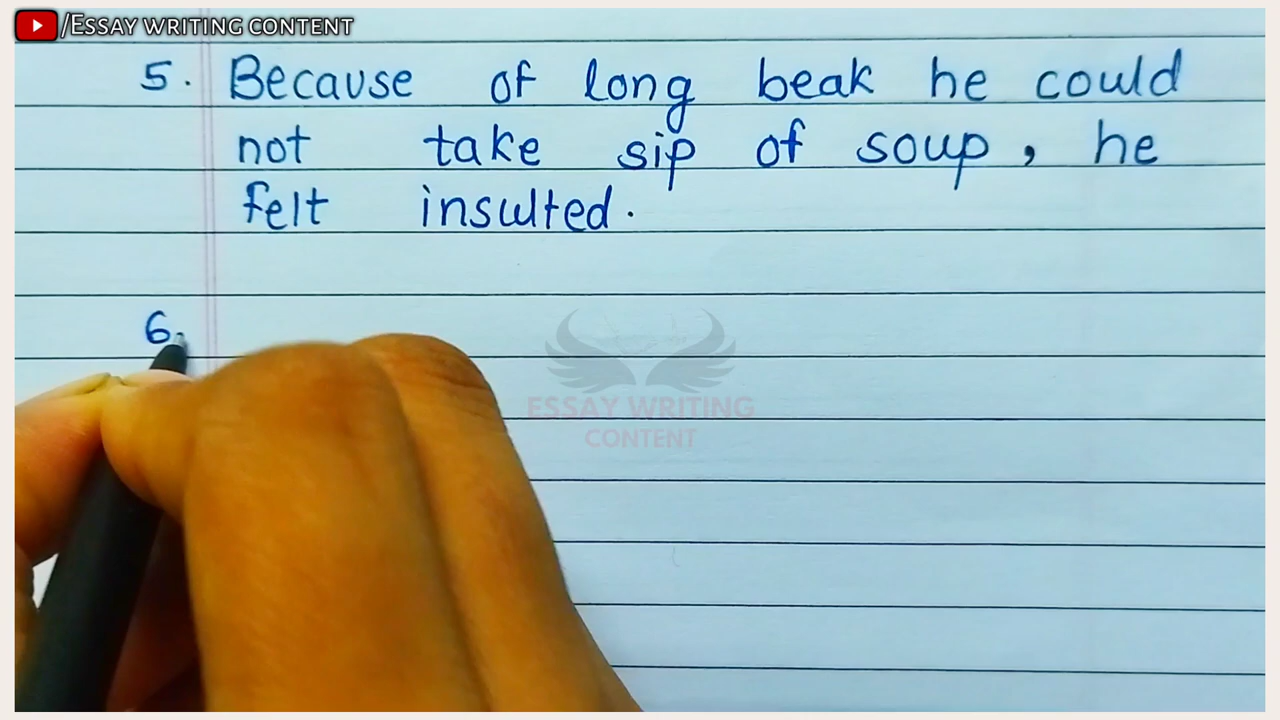 /Essay writing content
5. Because of long beak he could
not take sip of soup, he
felt insulted.
6.
ESSAY WRITING
CONTENT